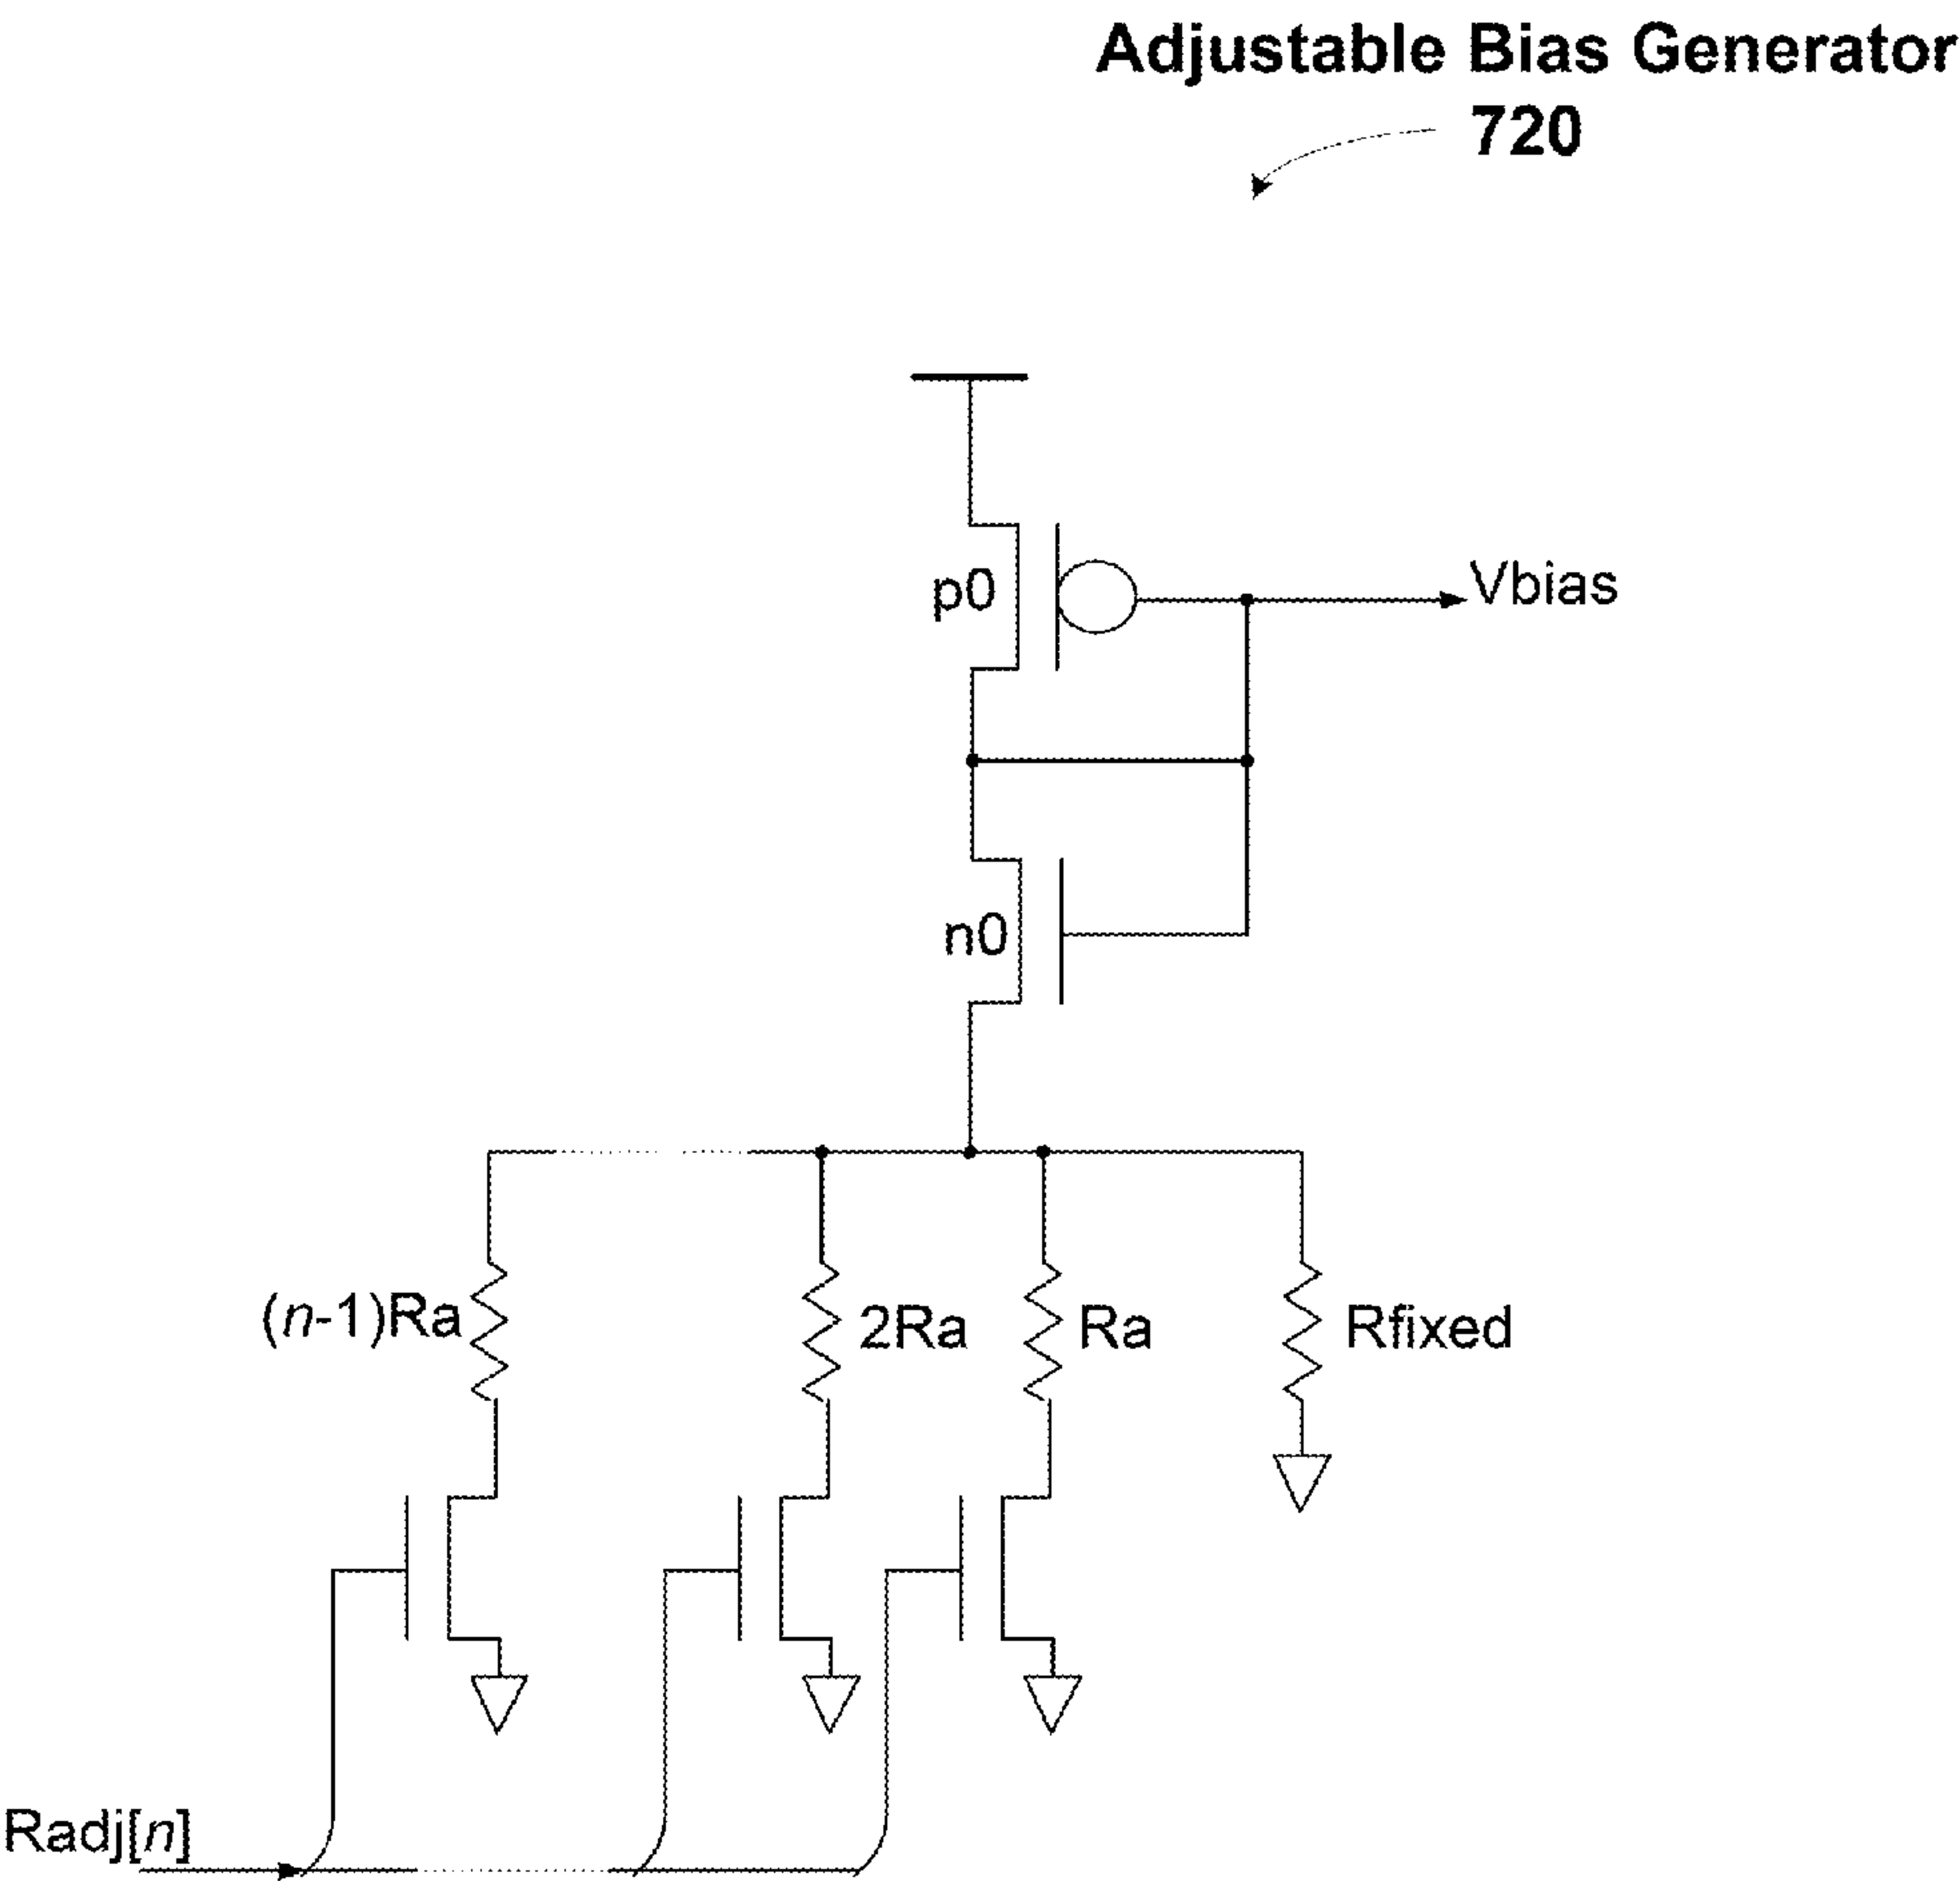 Adjustable Bias Generator
720
p0
Vbias
n0
(n-1)Ra
2Ra
Ra
Rfixed
Radj[n]